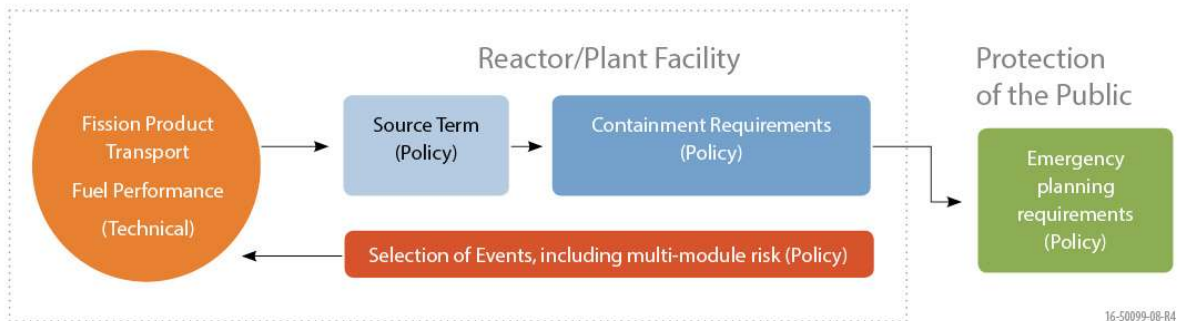 Reactor/Plant Facility
Protection
of the Public
Fission Product
Transport
Fuel Performance
(Technical)
Source Term
(Policy)
Containment Requirements
(Policy)
Emergency
planning
requirements
(Policy)
Selection of Events, including multi-module risk (Policy)
16-50099-08-R4